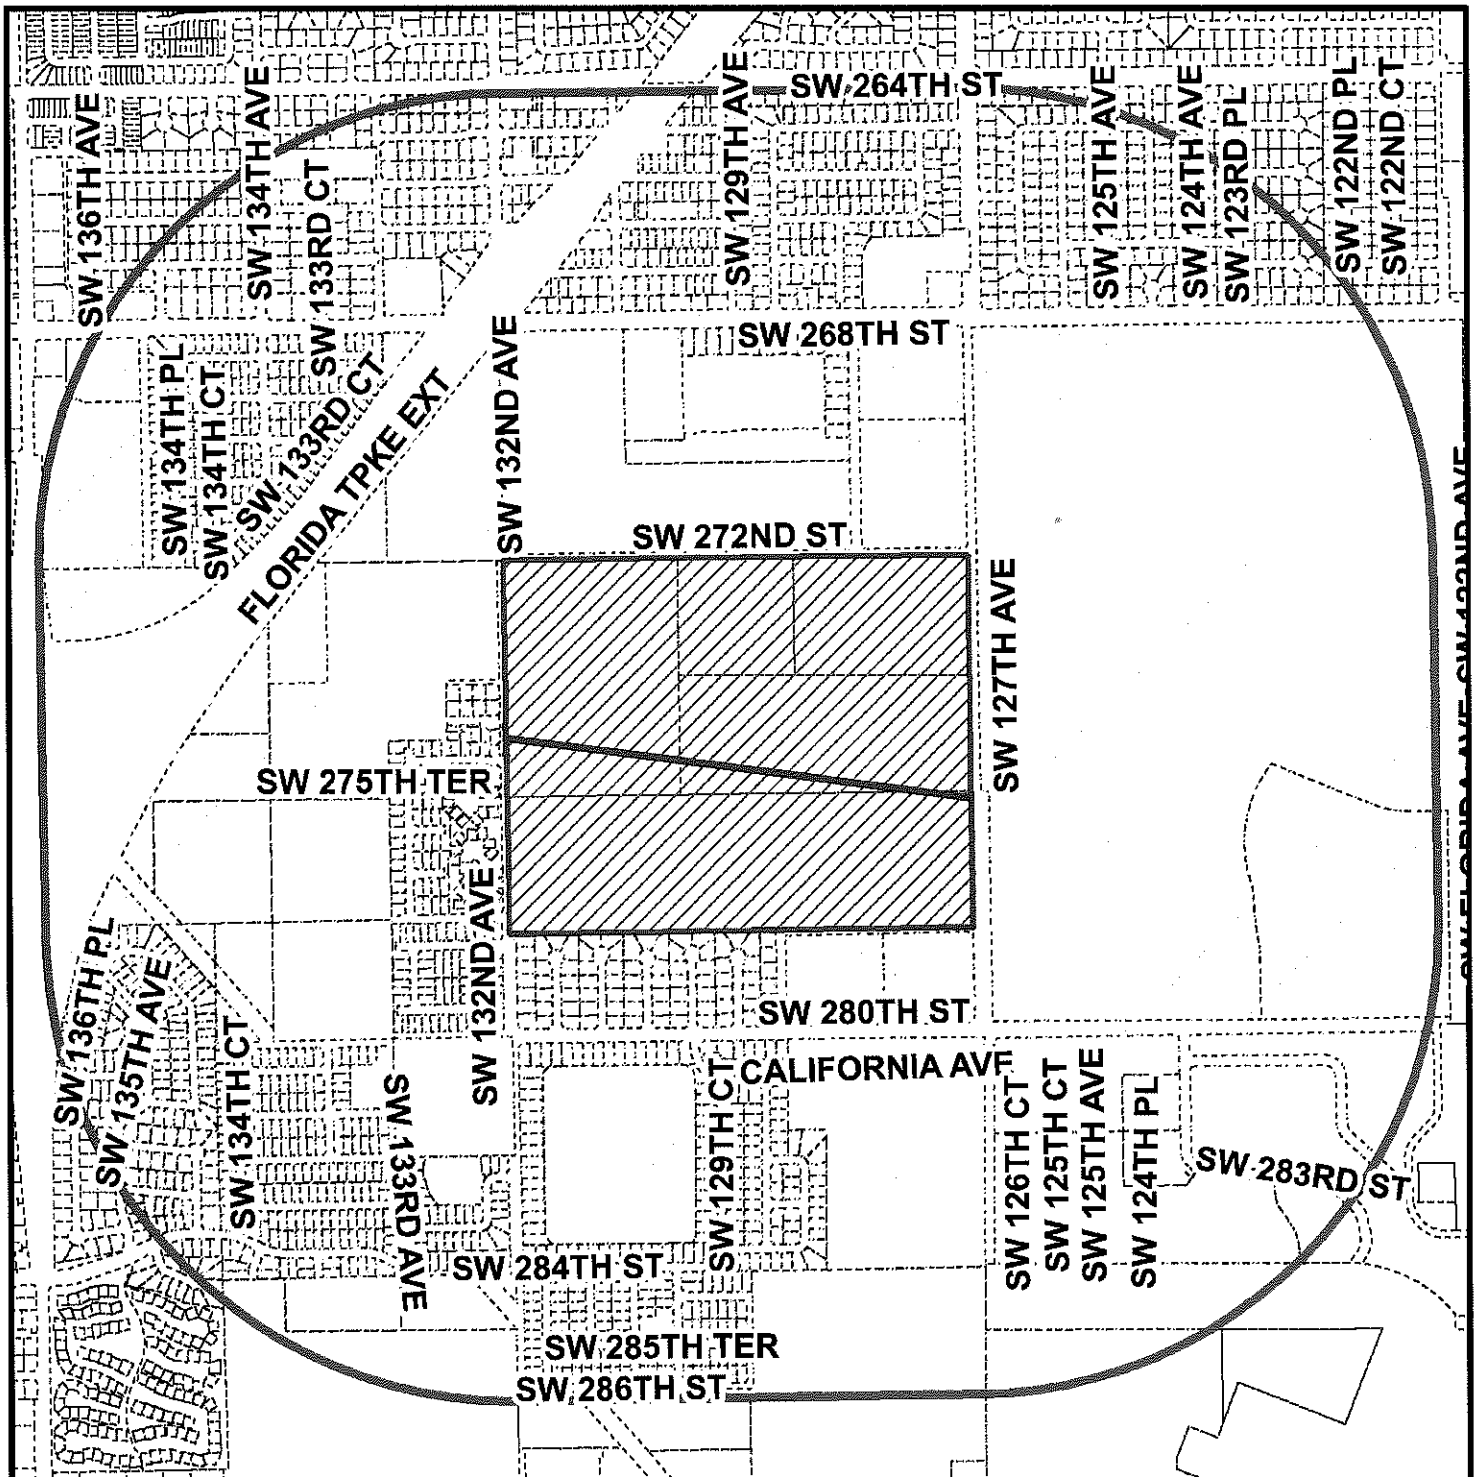 SW 264TH ST
SW 136TH AVE
SW 134TH AVE
SW 133RD CT
SW 129TH AVE
SW 125TH AVE
SW 124TH AVE
SW 123RD PL
SW 122ND PL
SW 122ND CT
SW 268TH ST
SW 134TH PL
SW 134TH CT
SW 133RD CT
FLORIDA TPKE EXT
SW 132ND AVE
SW 272ND ST
SW 127TH AVE
SW 275TH TER
SW 132ND AVE
SW 136TH PL
SW 135TH AVE
SW 134TH CT
SW 133RD AVE
SW 280TH ST
CALIFORNIA AVE
SW 129TH CT
SW 126TH CT
SW 125TH CT
SW 125TH AVE
SW 124TH PL
SW 283RD ST
SW 284TH ST
SW 285TH TER
SW 286TH ST